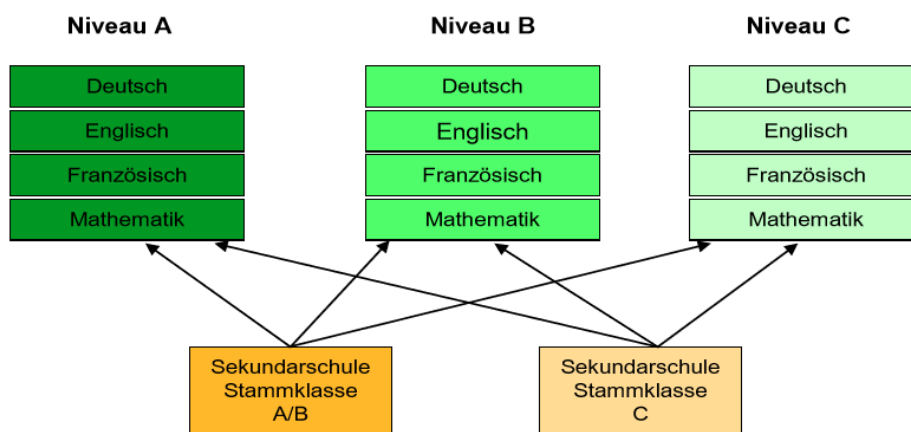 Niveau A
Niveau B
Niveau C
Deutsch
Englisch
Französisch
Mathematik
Deutsch
Englisch
Französisch
Mathematik
Deutsch
Englisch
Französisch
Mathematik
Sekundarschule
Stammklasse
A/B
Sekundarschule
Stammklasse
C